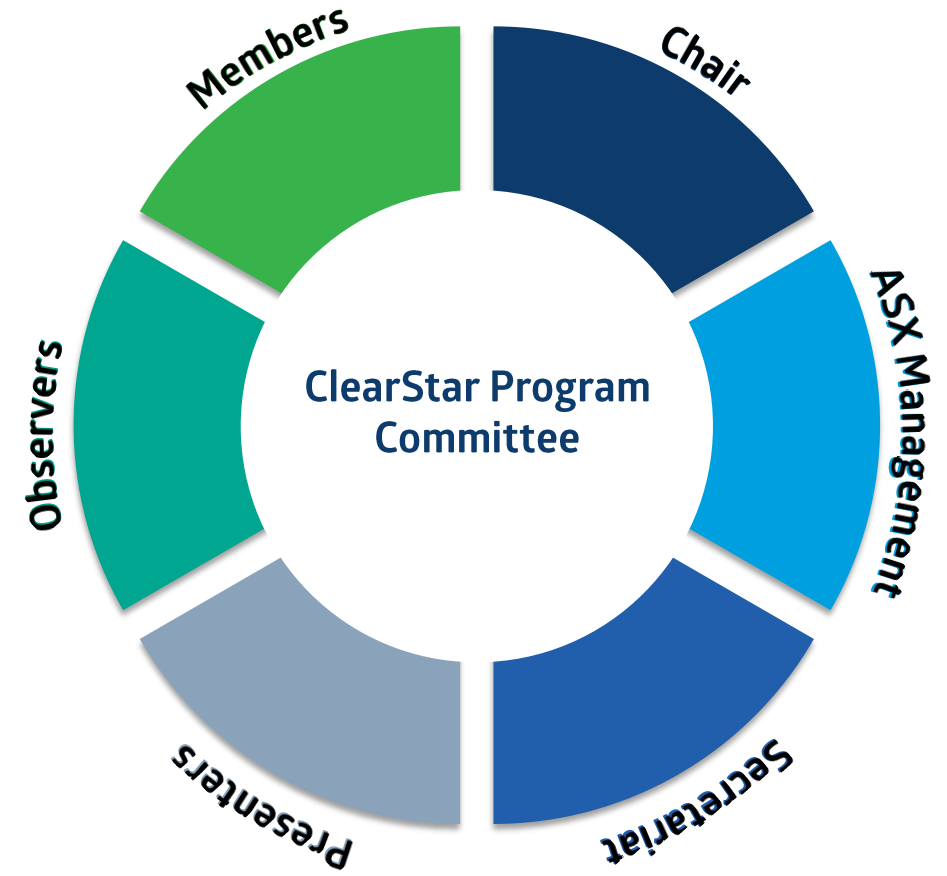 Members
Chair
ASX Management
Secretariat
Presenters
Observers
ClearStar Program
Committee